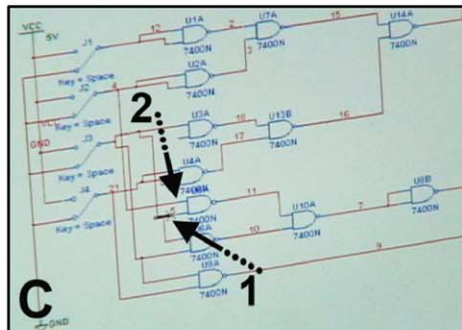 VCC
5V
J1
Key = Space
12
U1A
7400N
2
U7A
7400N
15
U14A
7400N
J2
Key = Space
4
U2A
7400N
3
VCC
GND
J3
Key = Space
2
U3A
7400N
18
U13B
7400N
16
17
U4A
7400N
J4
Key = Space
21
7400N
11
U10A
7400N
7
U8B
7400N
7400N
10
U9A
7400N
9
1
C
GND